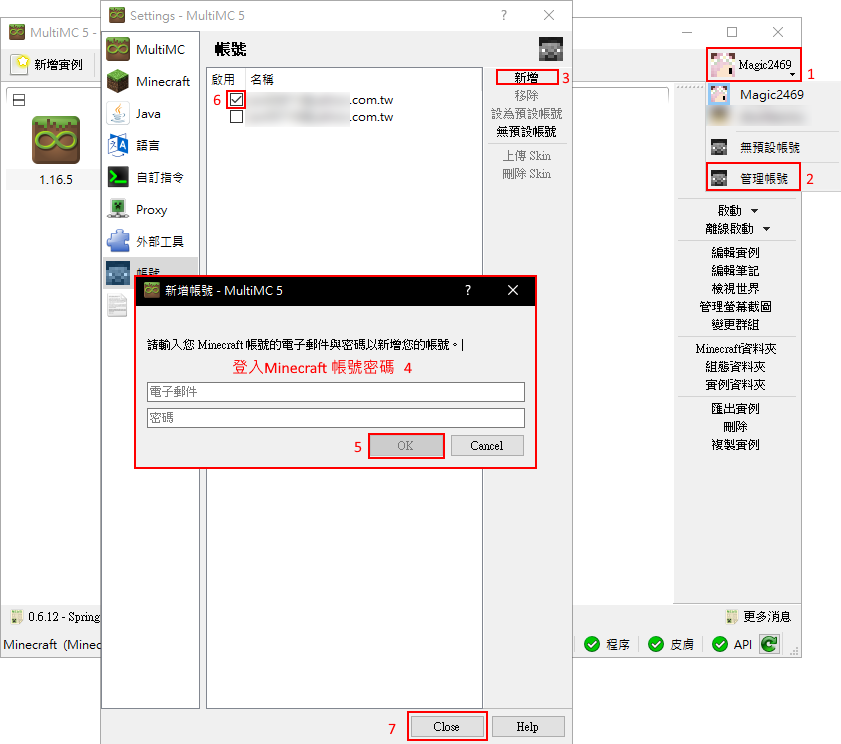 Settings - MultiMC 5
?
MultiMC 5 -
新增實例
1.16.5
0.6.12 - Spring
Minecraft (Minec
MultiMC
Minecraft
Java
語言
自訂指令
Proxy
外部工具
帳號
帳號
啟用 名稱
6
.com.tw
.com.tw
新增 3
移除
設為預設帳號
無預設帳號
上傳 Skin
刪除 Skin
新增帳號 - MultiMC 5
?
請輸入您 Minecraft 帳號的電子郵件與密碼以新增您的帳號。
登入Minecraft 帳號密碼 4
電子郵件
密碼
5 OK Cancel
7 Close Help
Magic2469 1
Magic2469
無預設帳號
管理帳號 2
啟動
離線啟動
編輯實例
編輯筆記
檢視世界
管理螢幕截圖
變更群組
Minecraft資料夾
組態資料夾
實例資料夾
匯出實例
刪除
複製實例
更多消息
程序 皮膚 API